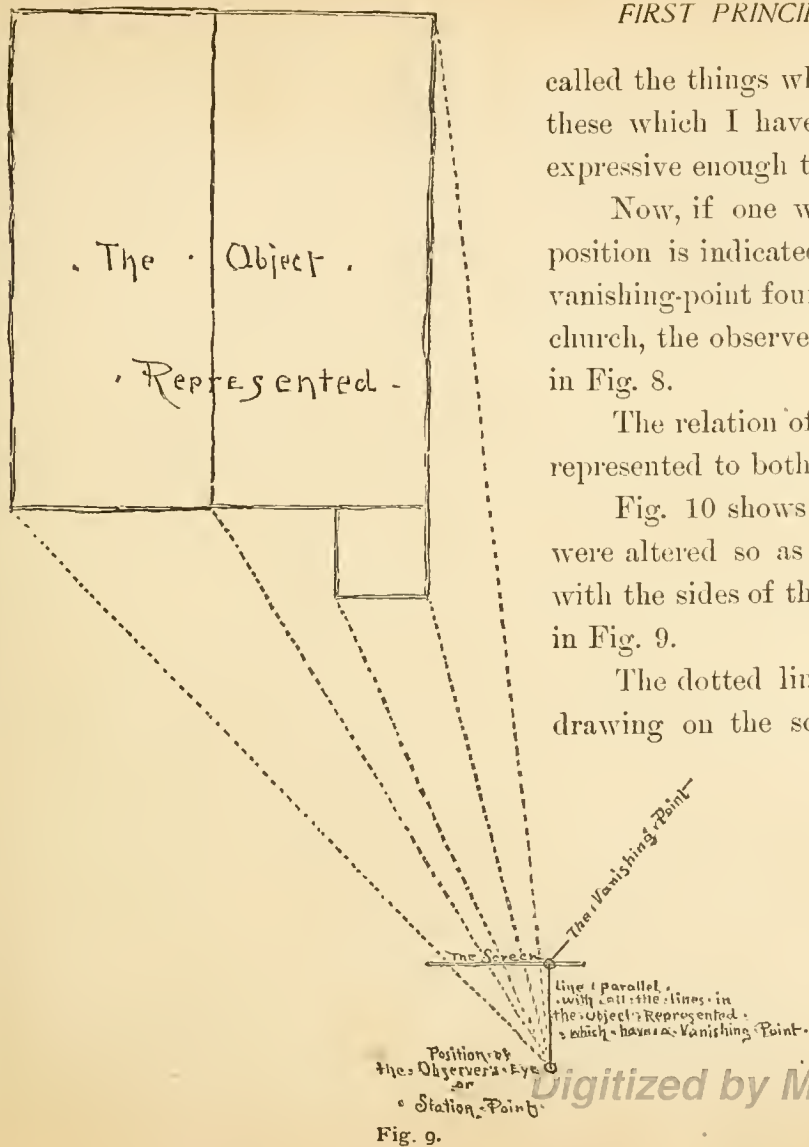 FIRST PRINCI
called the things wh
these which I have
expressive enough t
Now, if one w
position is indicated
vanishing-point four
church, the observe
in Fig. 8.
The relation of
represented to both
Fig. 10 shows
were altered so as
with the sides of th
in Fig. 9.
The dotted lin
drawing on the sc
. The · Object .
· Represented -
The Vanishing Point
The Screen
line parallel.
with all the lines in
the Object Represented.
which have a Vanishing Point.
Position of
the Observer's Eye
or
Station-Point.
Digitized by M
Fig. 9.